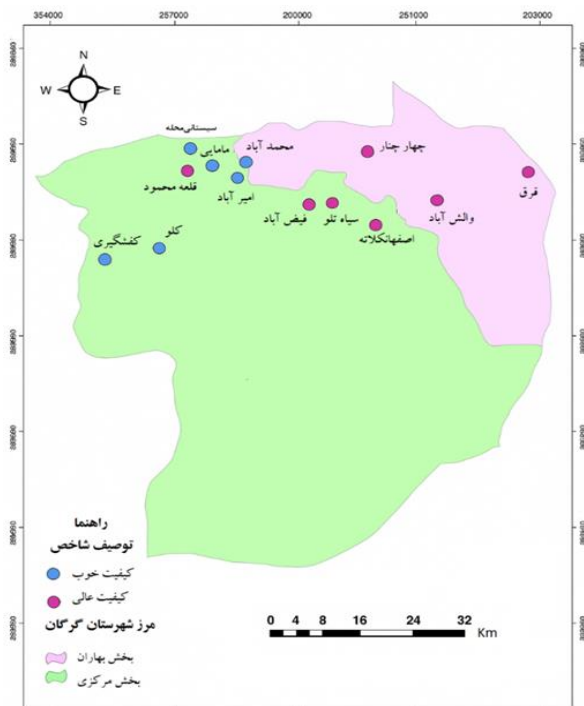 354000 257000 200000 251000 203000
N
W E
S
سیستانی‌محله
مامایی
محمد آباد
چهار چنار
قلعه محمود
امیر آباد
قرق
فیض آباد
سیاه تلو
والش آباد
اصفهانکلاته
کلو
کفشگیری
راهنما
توصیف شاخص
کیفیت خوب
کیفیت عالی
مرز شهرستان گرگان
بخش بهاران
بخش مرکزی
0 2 4 8 16 24 32
Km